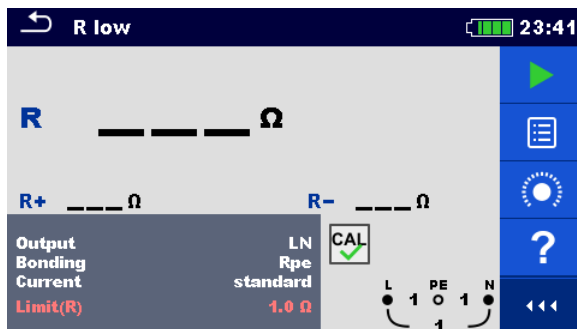 R low 23:41
R ___ Ω
R+ ___ Ω R- ___ Ω
Output LN
Bonding Rpe
Current standard
Limit(R) 1.0 Ω
CAL
L PE N
1 1
1
?